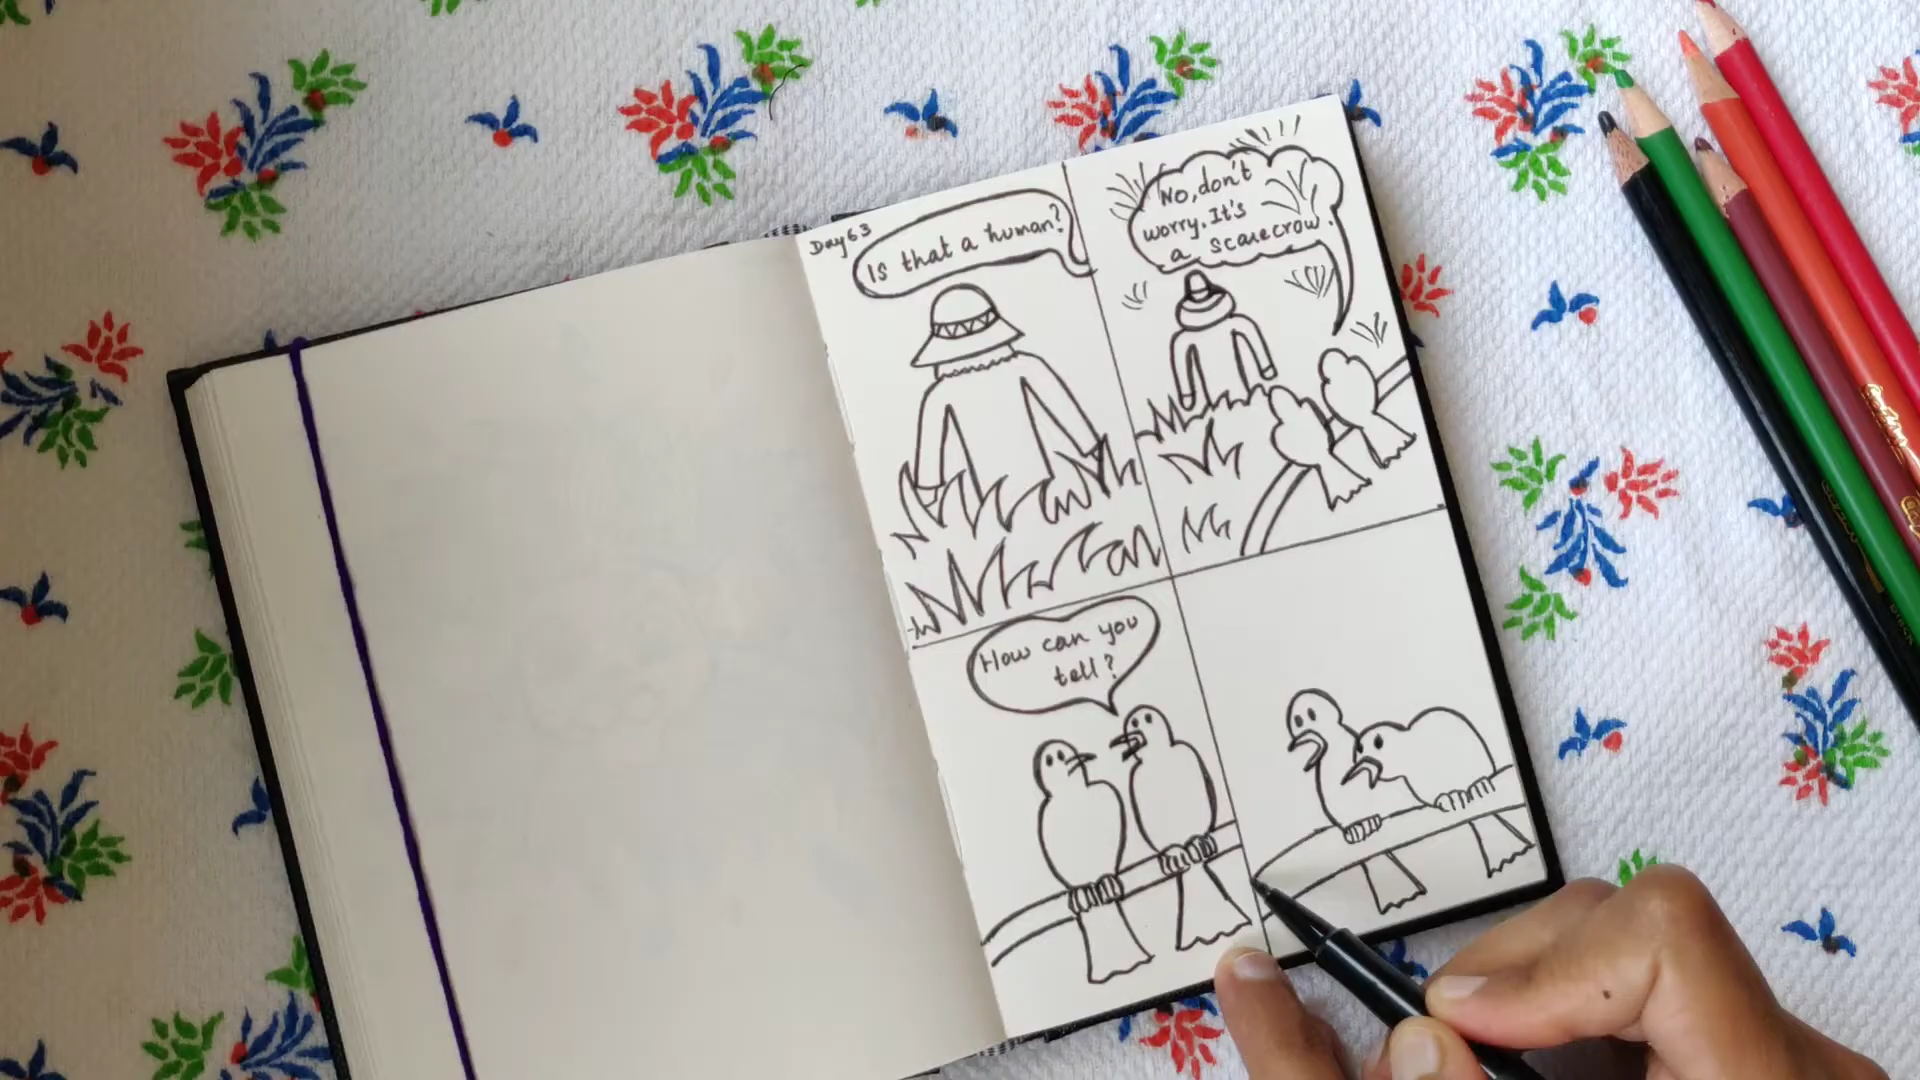 Day 63
Is that a human?
No, don't
worry. It's
a scarecrow.
How can you
tell?